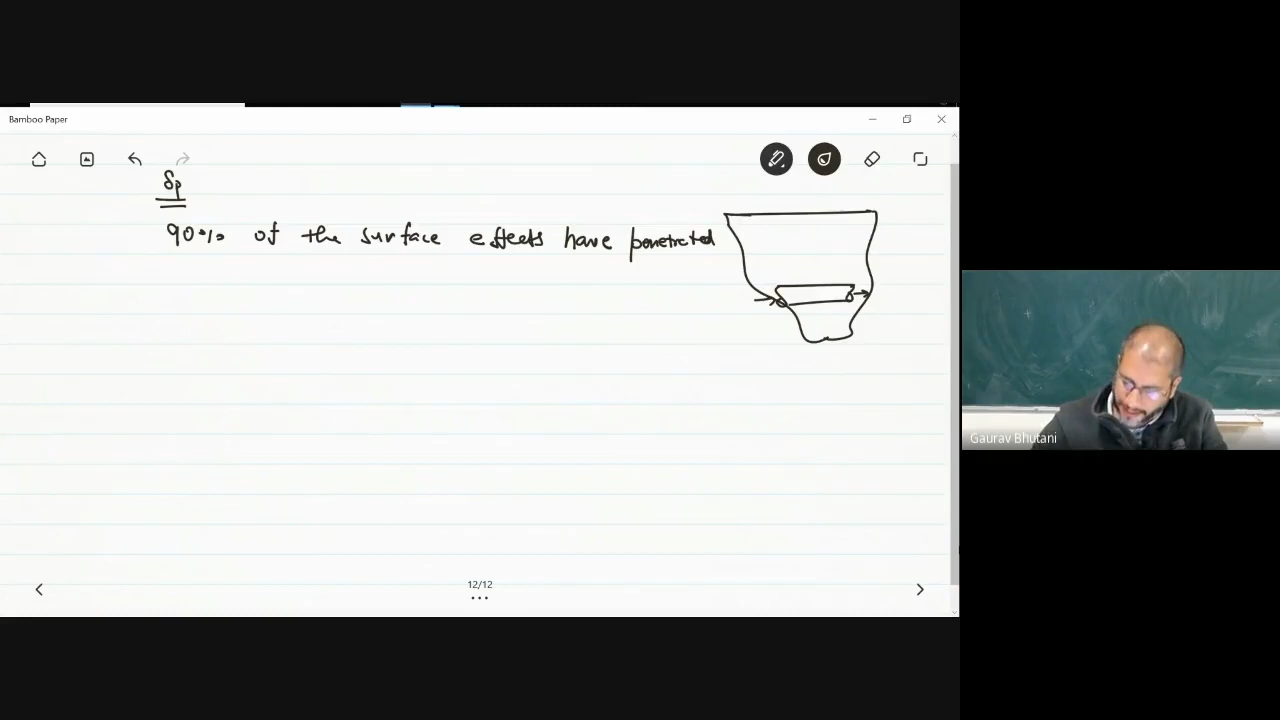 Bamboo Paper
δp
90% of the surface effects have penetrated
Gaurav Bhutani
12/12